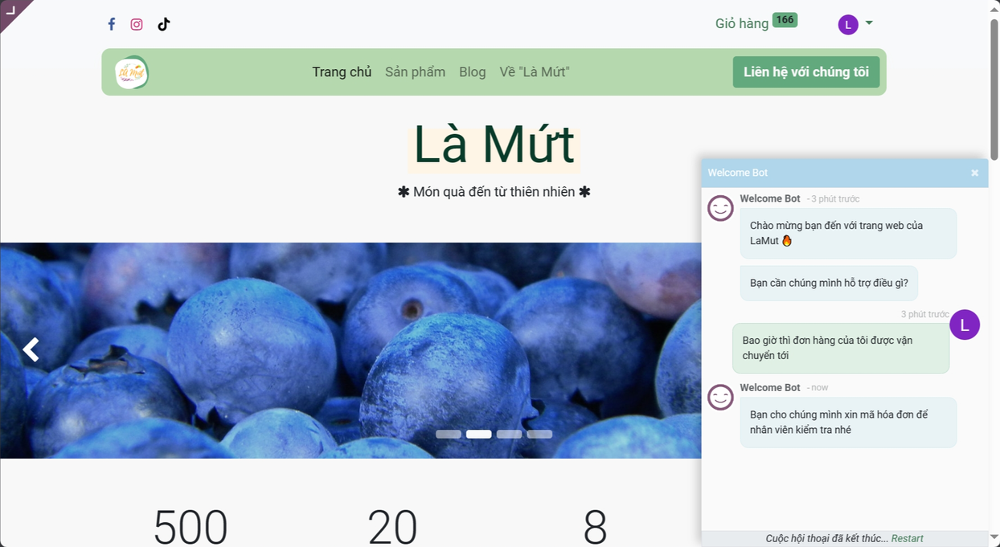 Giỏ hàng 166
L
Là Mứt
Trang chủ Sản phẩm Blog Về "Là Mứt"
Liên hệ với chúng tôi
Là Mứt
✱ Món quà đến từ thiên nhiên ✱
500 20 8
Welcome Bot
Welcome Bot - 3 phút trước
Chào mừng bạn đến với trang web của
LaMut 🔥
Bạn cần chúng mình hỗ trợ điều gì?
3 phút trước
L
Bao giờ thì đơn hàng của tôi được vận
chuyển tới
Welcome Bot - now
Bạn cho chúng mình xin mã hóa đơn để
nhân viên kiểm tra nhé
Cuộc hội thoại đã kết thúc... Restart